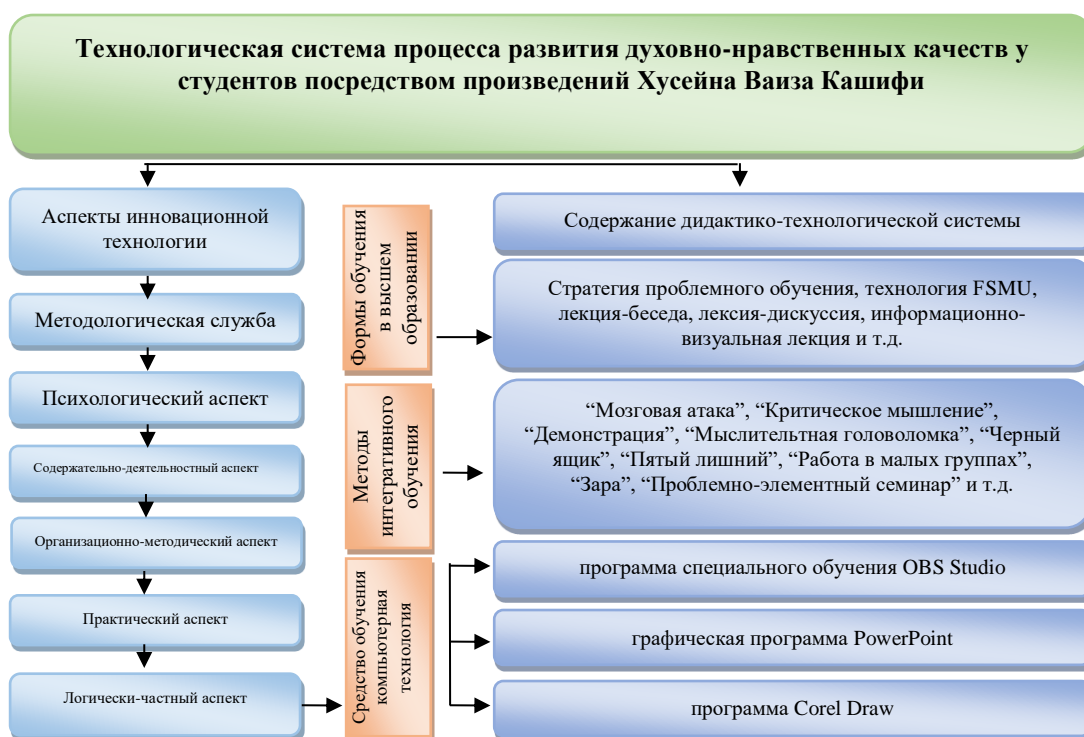 Технологическая система процесса развития духовно-нравственных качеств у
студентов посредством произведений Хусейна Ваиза Кашифи
Аспекты инновационной
технологии
Методологическая служба
Психологический аспект
Содержательно-деятельностный аспект
Организационно-методический аспект
Практический аспект
Логически-частный аспект
Формы обучения
в высшем
образовании
Методы
интегративного
обучения
Средство обучения
компьютерная
технология
Содержание дидактико-технологической системы
Стратегия проблемного обучения, технология FSMU,
лекция-беседа, лексия-дискуссия, информационно-
визуальная лекция и т.д.
“Мозговая атака”, “Критическое мышление”,
“Демонстрация”, “Мыслительтная головоломка”, “Черный
ящик”, “Пятый лишний”, “Работа в малых группах”,
“Зара”, “Проблемно-элементный семинар” и т.д.
программа специального обучения OBS Studio
графическая программа PowerPoint
программа Corel Draw